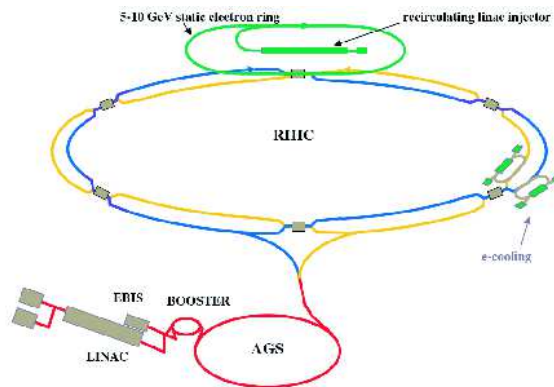 5-10 GeV static electron ring
recirculating linac injector
RHIC
e-cooling
EBIS
BOOSTER
LINAC
AGS